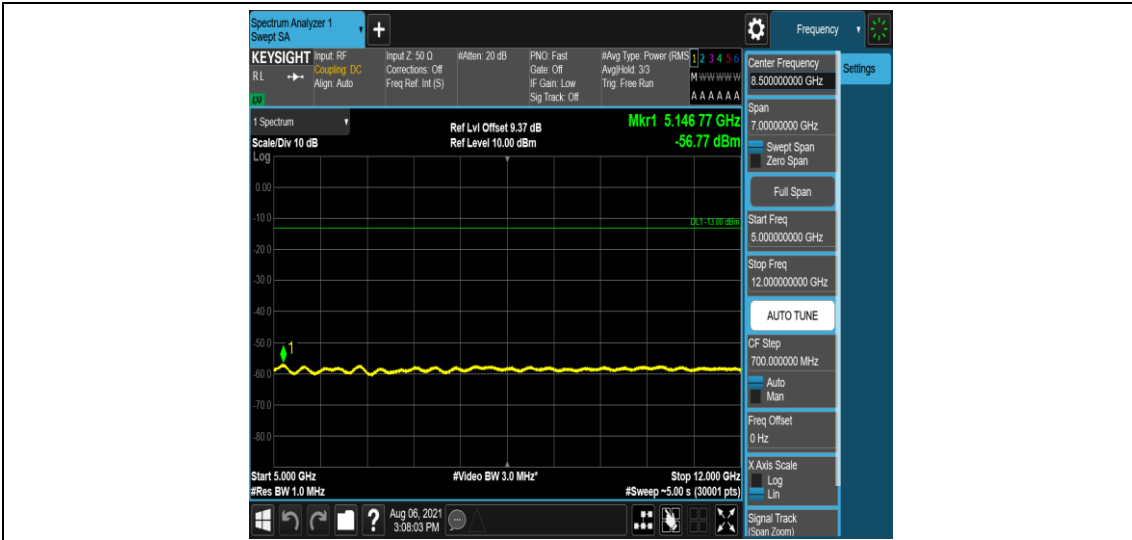 Spectrum Analyzer 1
Swept SA
+
Frequency
KEYSIGHT
RL
LXI
Input: RF
Coupling: DC
Align: Auto
Input Z: 50 Ω
Corrections: Off
Freq Ref: Int (S)
#Atten: 20 dB
PNO: Fast
Gate: Off
IF Gain: Low
Sig Track: Off
#Avg Type: Power (RMS
Avg|Hold: 3/3
Trig: Free Run
1 2 3 4 5 6
M W W W W W
A A A A A A
1 Spectrum
Scale/Div 10 dB
Log
Ref Lvl Offset 9.37 dB
Ref Level 10.00 dBm
Mkr1 5.146 77 GHz
-56.77 dBm
0.00
-10.0
DL1 -13.00 dBm
-20.0
-30.0
-40.0
-50.0
1
-60.0
-70.0
-80.0
Start 5.000 GHz
#Video BW 3.0 MHz*
Stop 12.000 GHz
#Res BW 1.0 MHz
#Sweep ~5.00 s (30001 pts)
?
Aug 06, 2021
3:08:03 PM
Center Frequency
8.500000000 GHz
Settings
Span
7.00000000 GHz
Swept Span
Zero Span
Full Span
Start Freq
5.000000000 GHz
Stop Freq
12.000000000 GHz
AUTO TUNE
CF Step
700.000000 MHz
Auto
Man
Freq Offset
0 Hz
X Axis Scale
Log
Lin
Signal Track
(Span Zoom)